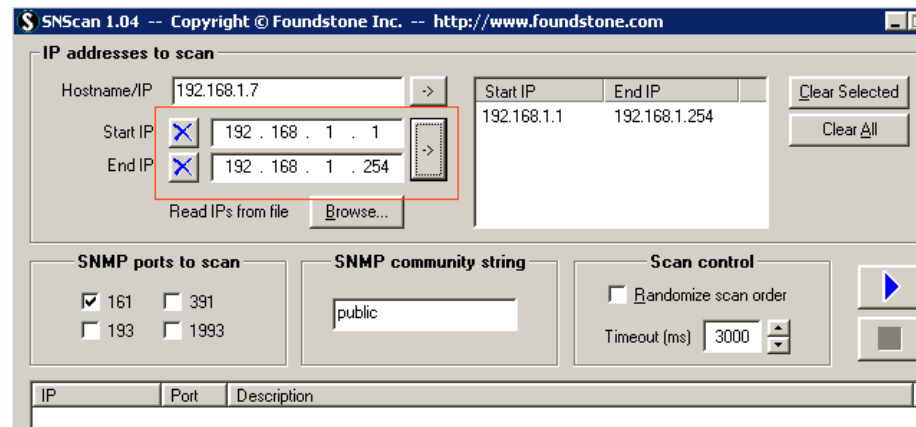 SNScan 1.04 -- Copyright © Foundstone Inc. -- http://www.foundstone.com
IP addresses to scan
Hostname/IP 192.168.1.7 ->
Start IP 192 . 168 . 1 . 1
End IP 192 . 168 . 1 . 254
->
Read IPs from file Browse...
Start IP End IP
192.168.1.1 192.168.1.254
Clear Selected
Clear All
SNMP ports to scan
161 391
193 1993
SNMP community string
public
Scan control
Randomize scan order
Timeout (ms) 3000
IP Port Description